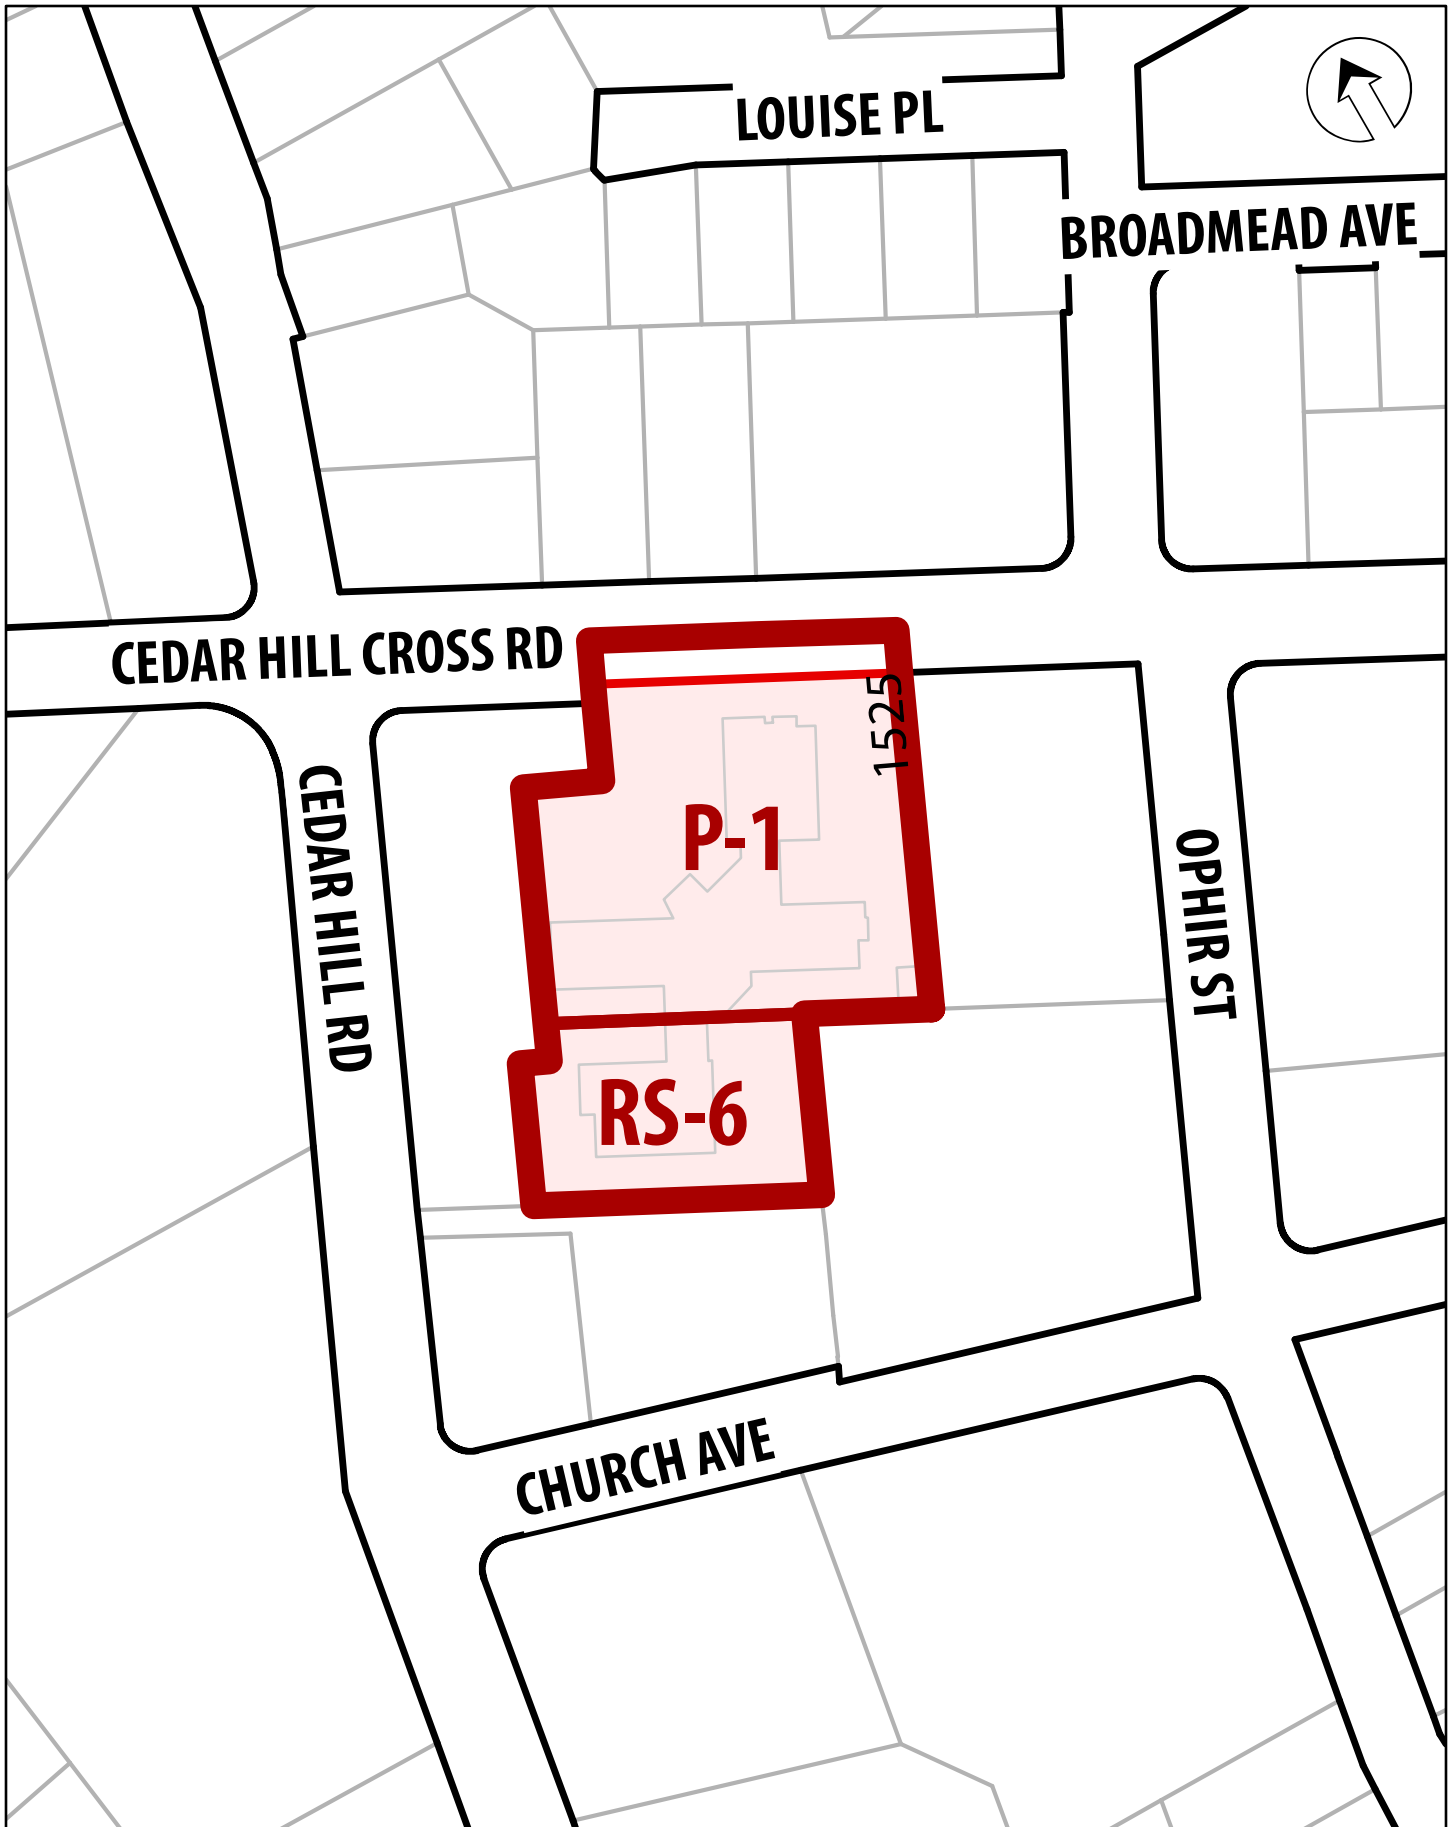 LOUISE PL
BROADMEAD AVE
CEDAR HILL CROSS RD
1525
P-1
CEDAR HILL RD
OPHIR ST
RS-6
CHURCH AVE